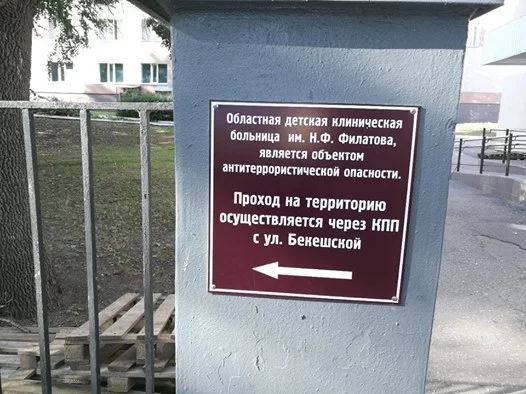 Областная детская клиническая
больница им. Н.Ф. Филатова,
является объектом
антитеррористической опасности.
Проход на территорию
осуществляется через КПП
с ул. Бекешской